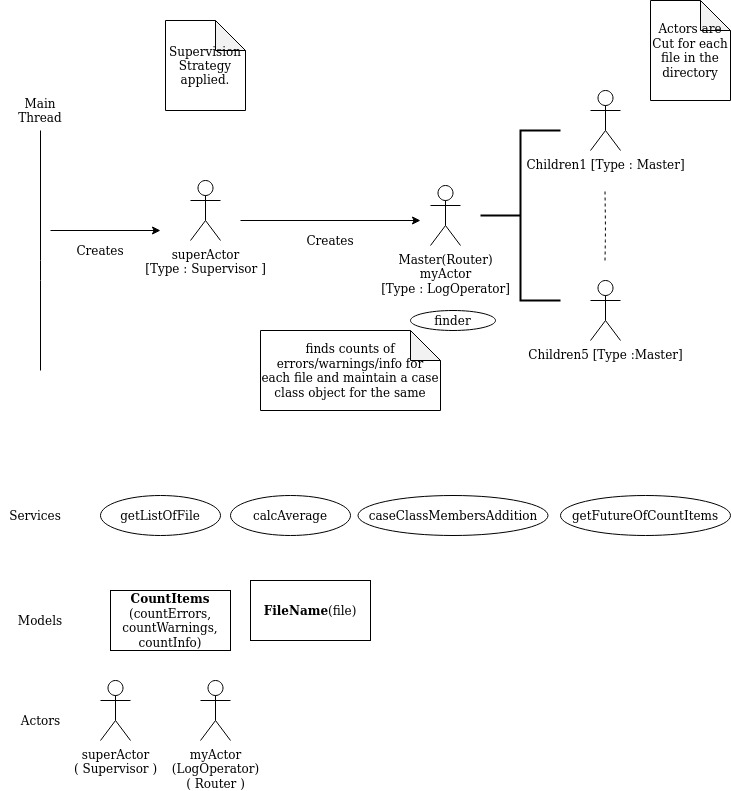 Supervision
Strategy
applied.
Actors are
Cut for each
file in the
directory
Main
Thread
Creates
superActor
[Type : Supervisor ]
Creates
Master(Router)
myActor
[Type : LogOperator]
Children1 [Type : Master]
Children5 [Type :Master]
finder
finds counts of
errors/warnings/info for
each file and maintain a case
class object for the same
Services
getListOfFile
calcAverage
caseClassMembersAddition
getFutureOfCountItems
Models
CountItems
(countErrors,
countWarnings,
countInfo)
FileName(file)
Actors
superActor
( Supervisor )
myActor
(LogOperator)
( Router )